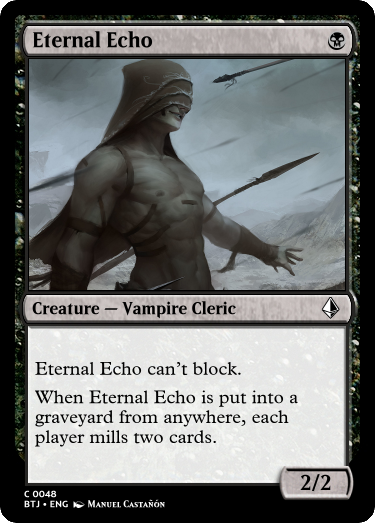 Eternal Echo
Creature — Vampire Cleric
Eternal Echo can't block.
When Eternal Echo is put into a
graveyard from anywhere, each
player mills two cards.
2/2
C 0048
BTJ • ENG Manuel Castañón